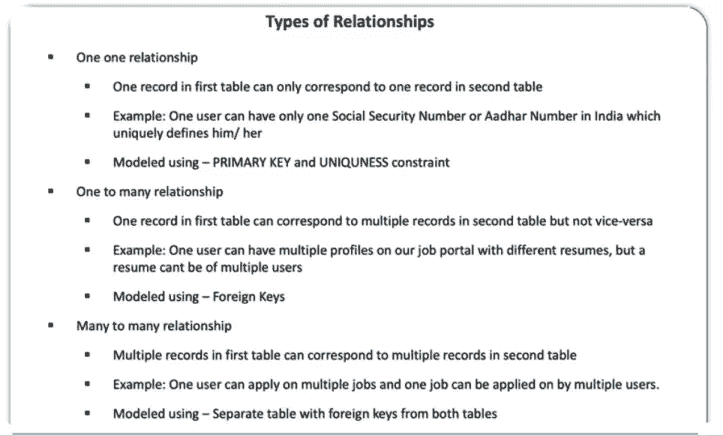 Types of Relationships
▪ One one relationship
▪ One record in first table can only correspond to one record in second table
▪ Example: One user can have only one Social Security Number or Aadhar Number in India which
uniquely defines him/ her
▪ Modeled using – PRIMARY KEY and UNIQUNESS constraint
▪ One to many relationship
▪ One record in first table can correspond to multiple records in second table but not vice-versa
▪ Example: One user can have multiple profiles on our job portal with different resumes, but a
resume cant be of multiple users
▪ Modeled using – Foreign Keys
▪ Many to many relationship
▪ Multiple records in first table can correspond to multiple records in second table
▪ Example: One user can apply on multiple jobs and one job can be applied on by multiple users.
▪ Modeled using – Separate table with foreign keys from both tables